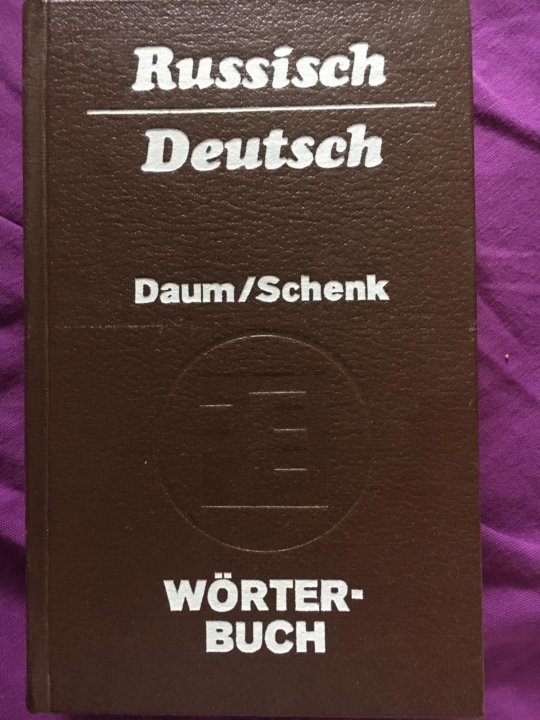 Russisch
Deutsch
Daum/Schenk
WÖRTER-
BUCH